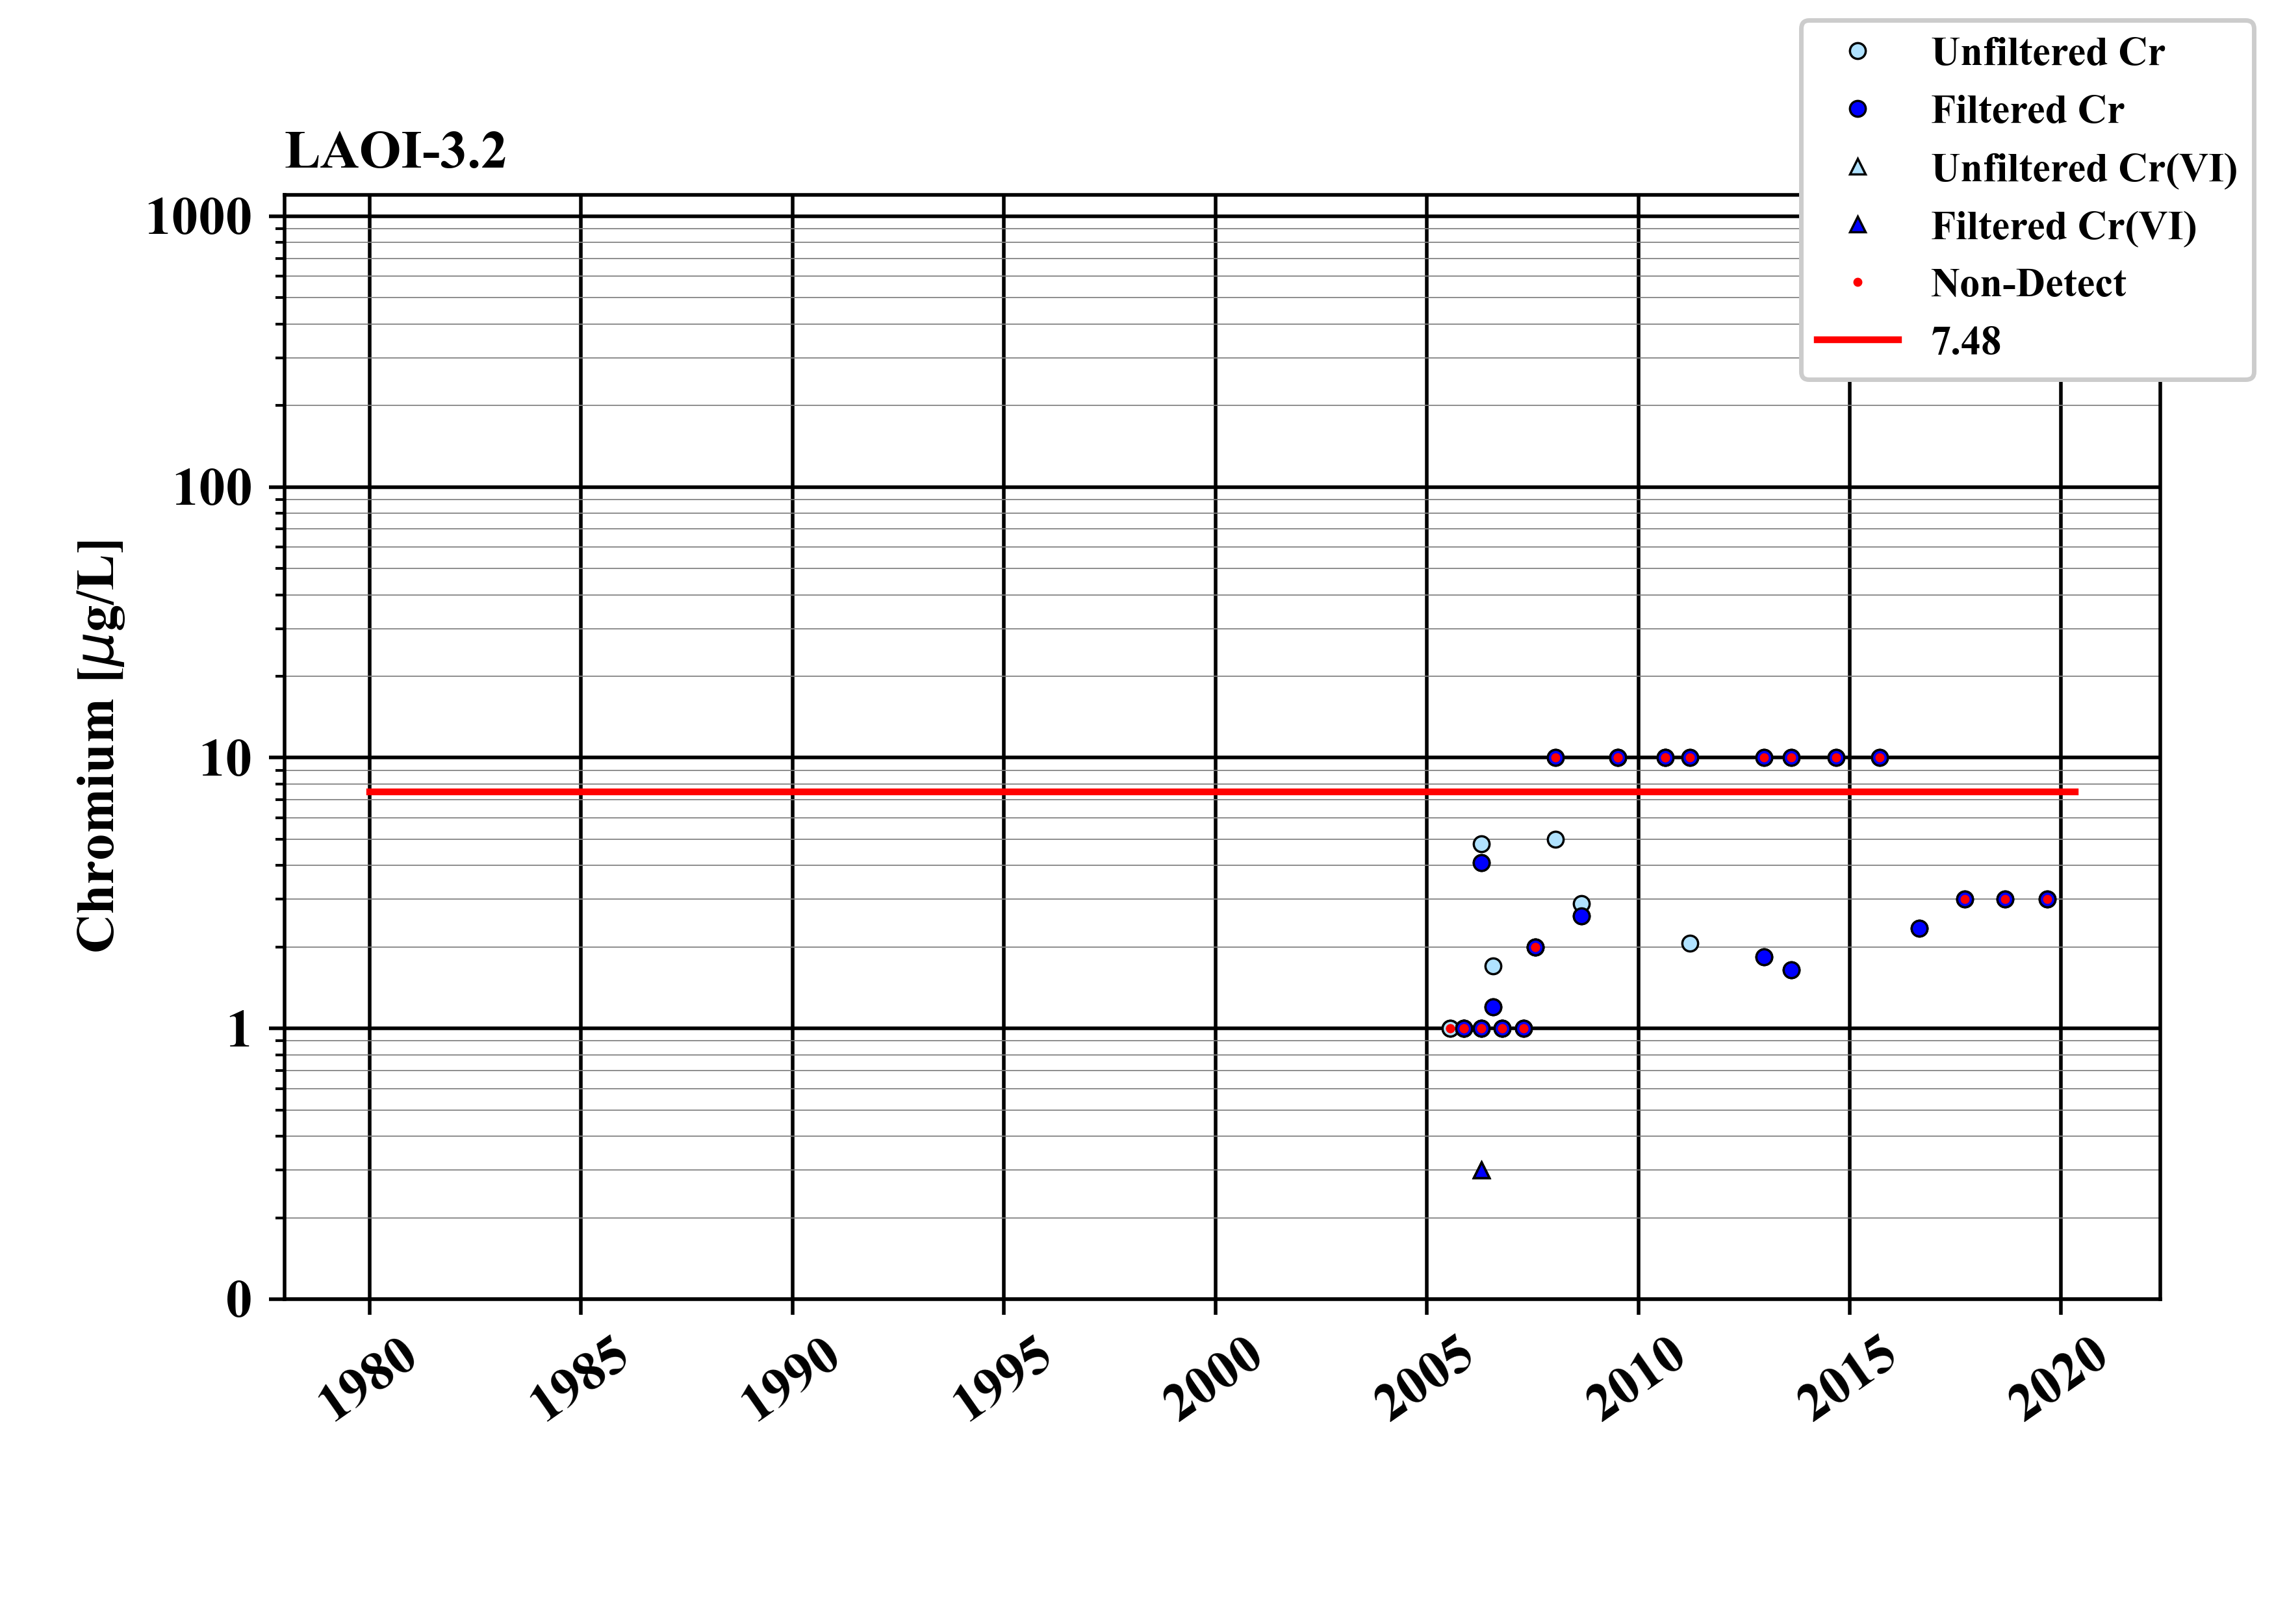 Unfiltered Cr
Filtered Cr
Unfiltered Cr(VI)
Filtered Cr(VI)
Non-Detect
7.48
LAOI-3.2
Chromium [μg/L]
1000
100
10
1
0
1980
1985
1990
1995
2000
2005
2010
2015
2020